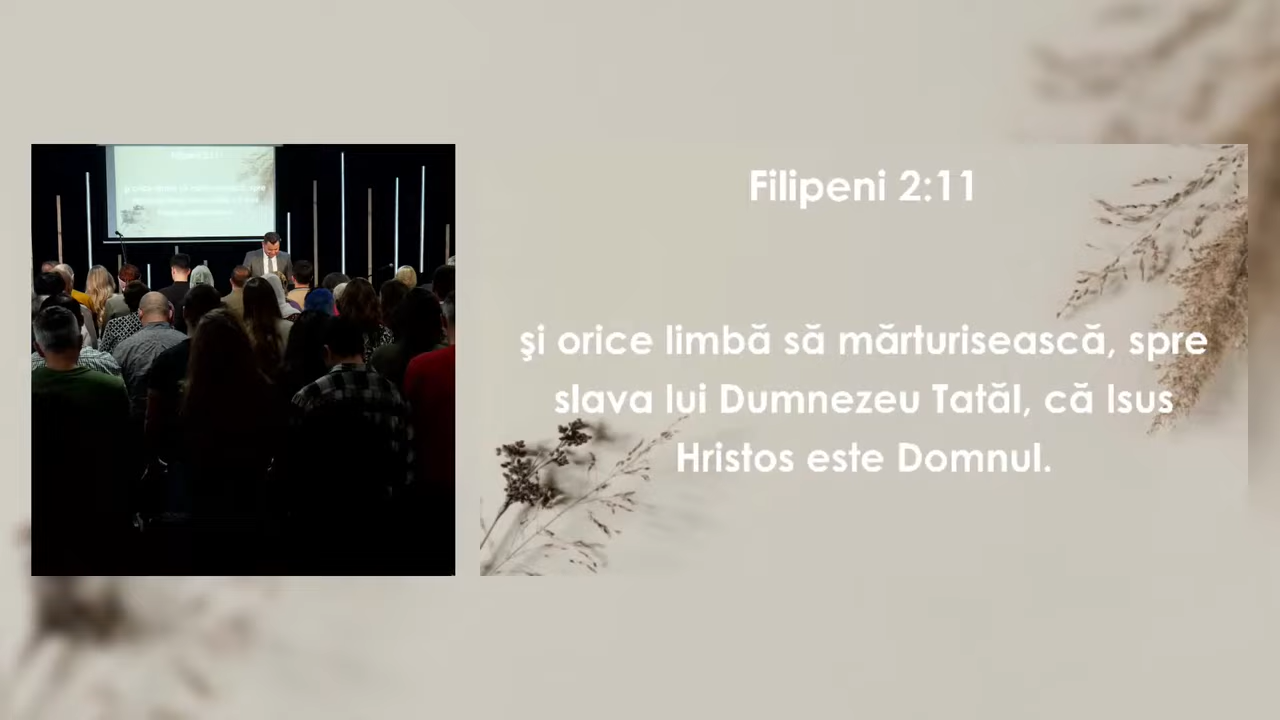 Filipeni 2:11
şi orice limbă să mărturisească, spre
slava lui Dumnezeu Tatăl, că Isus
Hristos este Domnul.